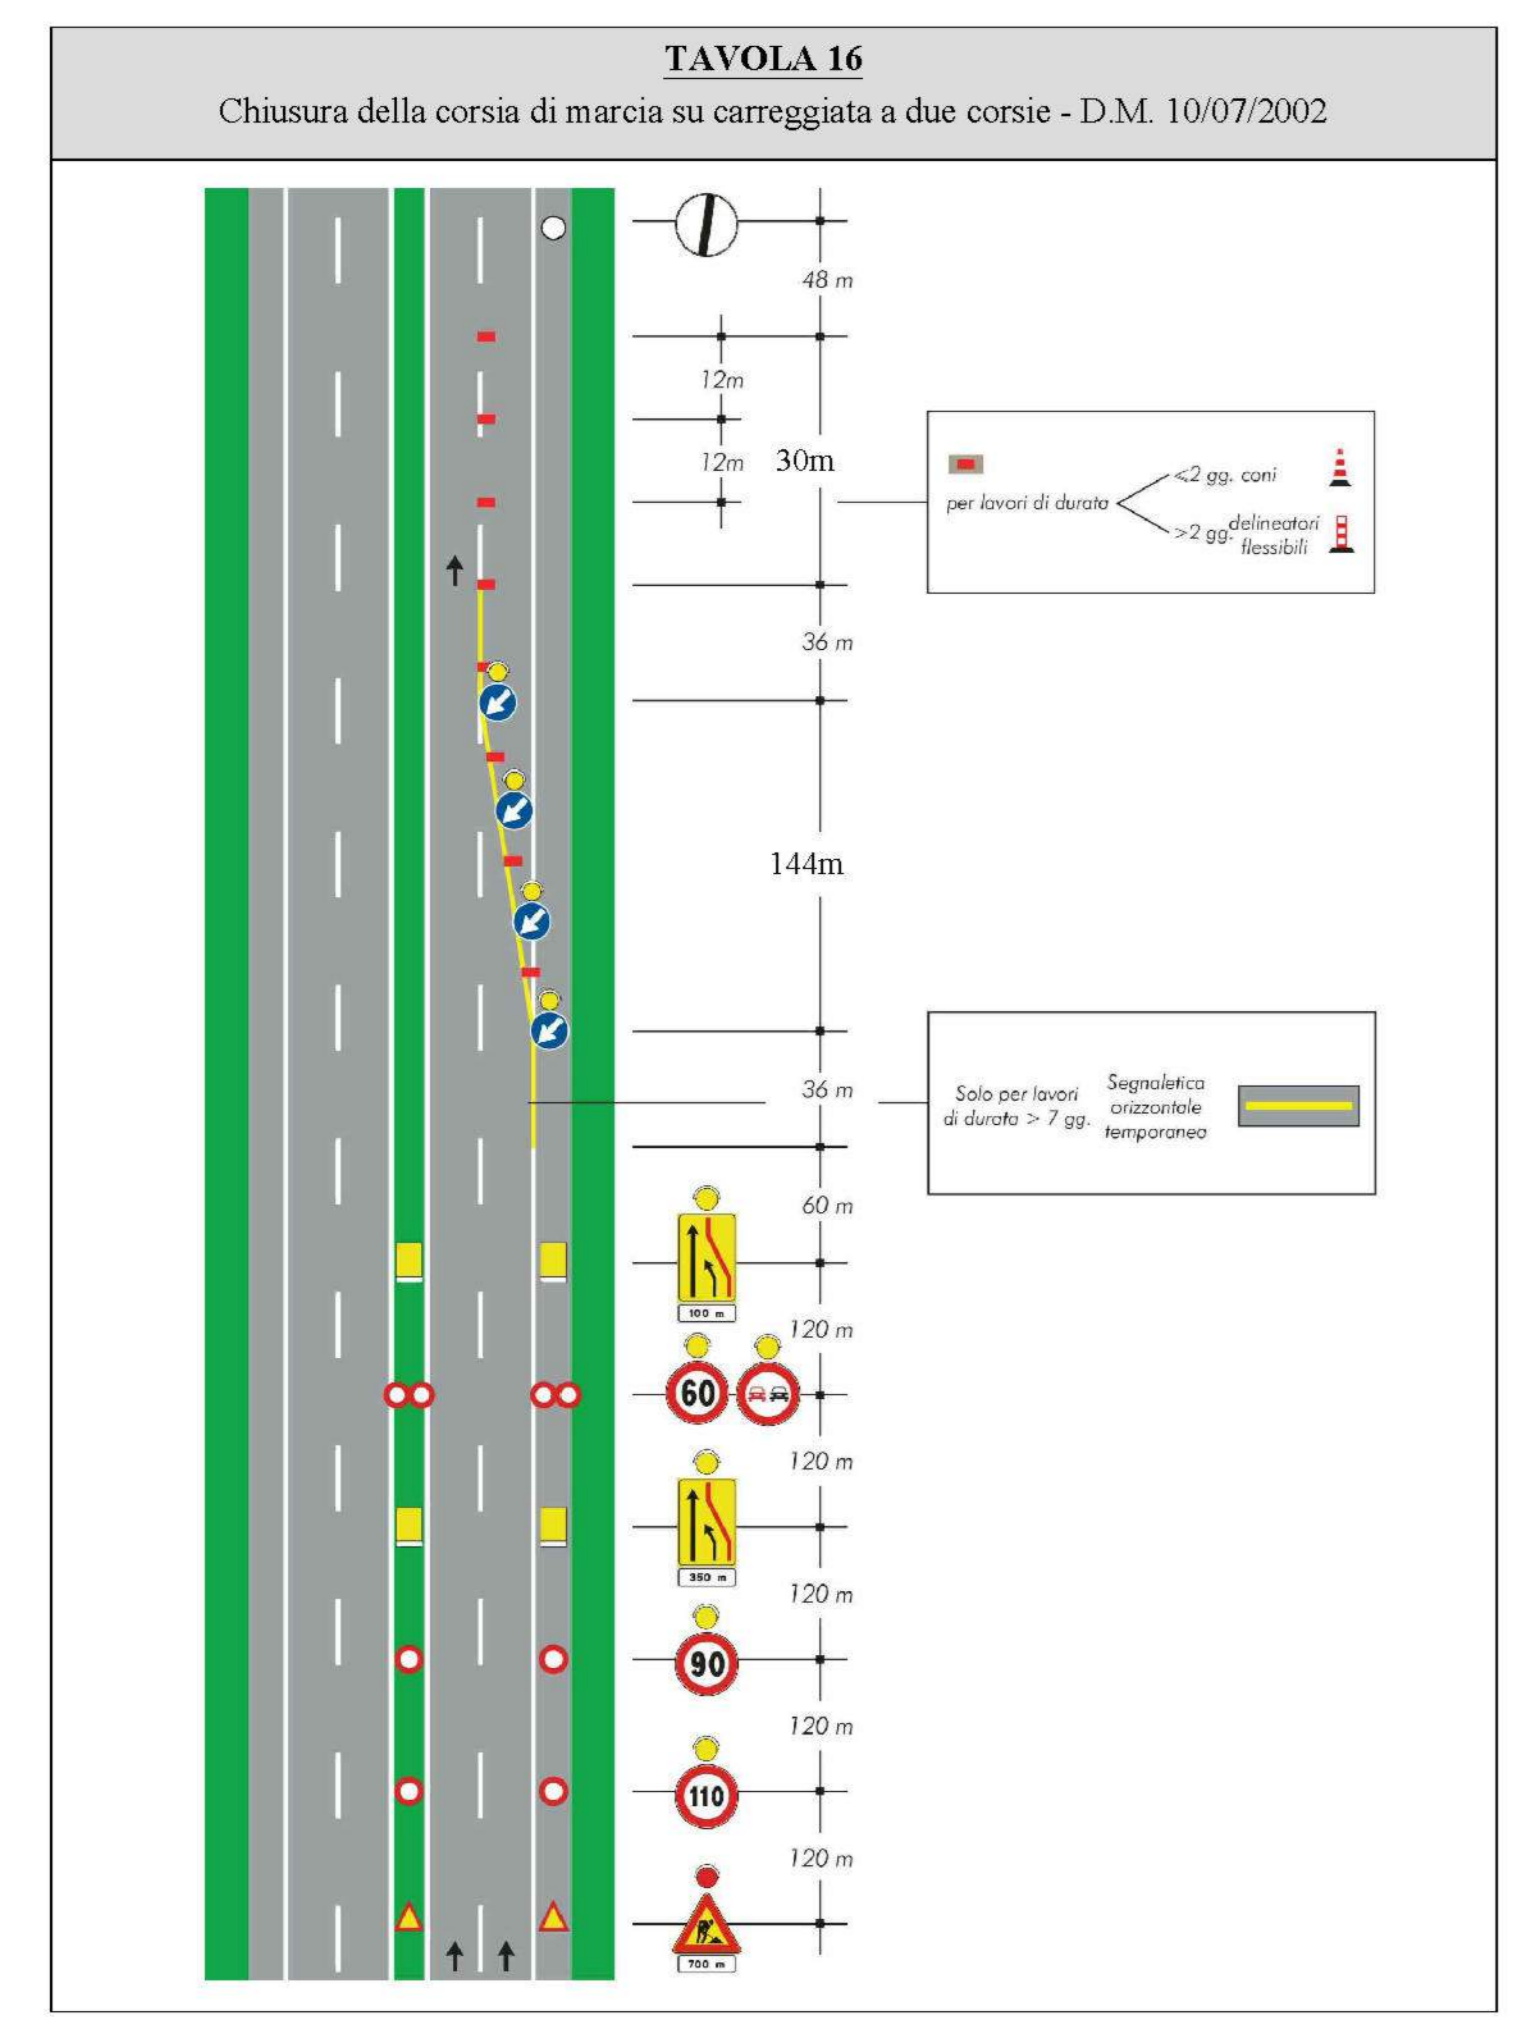 TAVOLA 16
Chiusura della corsia di marcia su carreggiata a due corsie - D.M. 10/07/2002
48 m
12m
12m
30m
per lavori di durata
⩽2 gg. coni
>2 gg. delineatori
flessibili
36 m
144m
36 m
Solo per lavori
di durata > 7 gg.
Segnaletica
orizzontale
temporanea
60 m
100 m
120 m
60
120 m
350 m
120 m
90
120 m
110
120 m
700 m